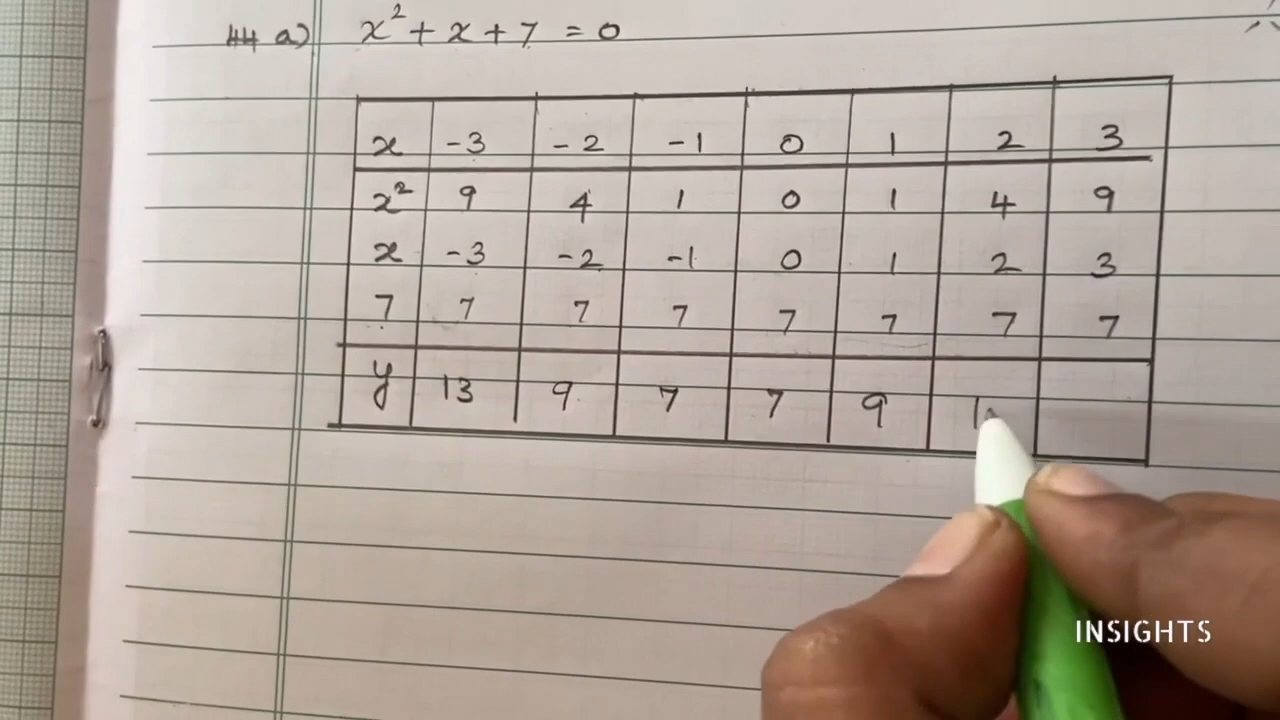 44 a) x² + x + 7 = 0
x -3 -2 -1 0 1 2 3
x² 9 4 1 0 1 4 9
x -3 -2 -1 0 1 2 3
7 7 7 7 7 7 7 7
y 13 9 7 7 9 1
INSIGHTS